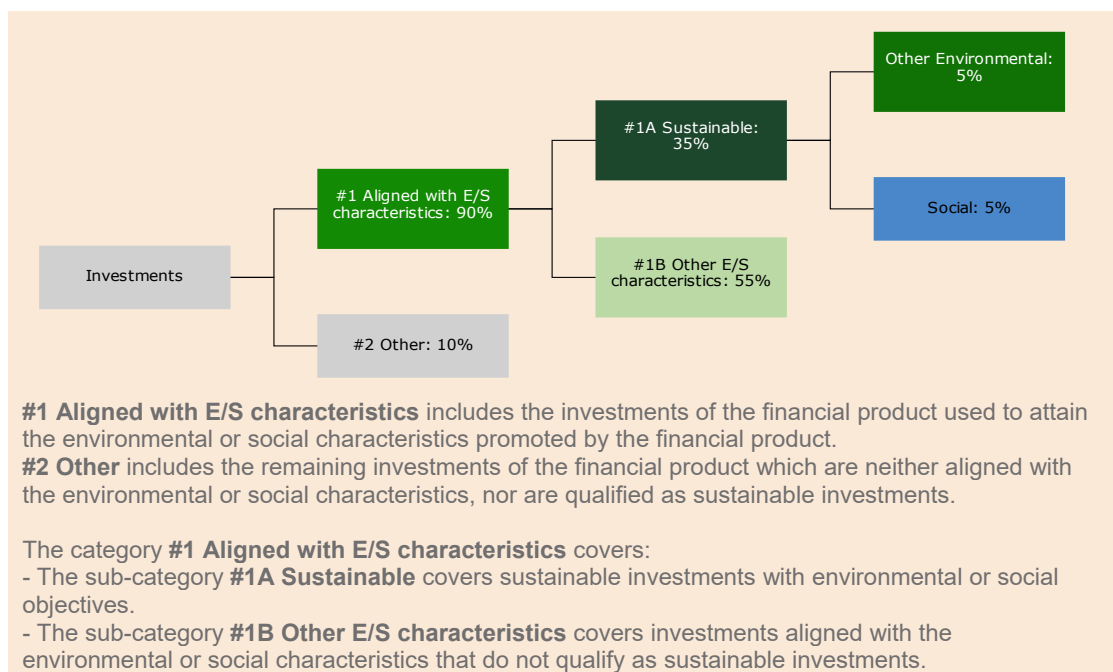 Other Environmental:
5%
#1A Sustainable:
35%
#1 Aligned with E/S
characteristics: 90%
Social: 5%
Investments
#1B Other E/S
characteristics: 55%
#2 Other: 10%
#1 Aligned with E/S characteristics includes the investments of the financial product used to attain
the environmental or social characteristics promoted by the financial product.
#2 Other includes the remaining investments of the financial product which are neither aligned with
the environmental or social characteristics, nor are qualified as sustainable investments.
The category #1 Aligned with E/S characteristics covers:
- The sub-category #1A Sustainable covers sustainable investments with environmental or social
objectives.
- The sub-category #1B Other E/S characteristics covers investments aligned with the
environmental or social characteristics that do not qualify as sustainable investments.